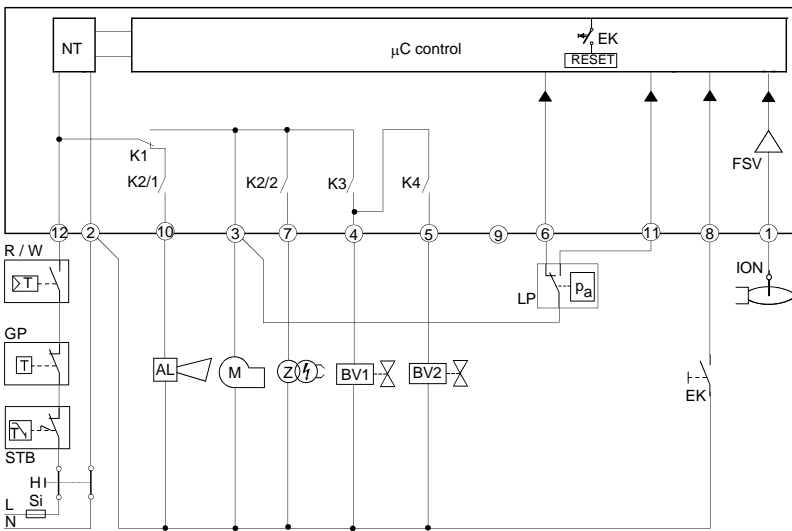 NT
μC control
EK
RESET
K1
K2/1
K2/2
K3
K4
FSV
12
2
10
3
7
4
5
9
6
11
8
1
R / W
T
GP
T
STB
T
LP
pa
ION
AL
M
Z
BV1
BV2
EK
H
Si
L
N